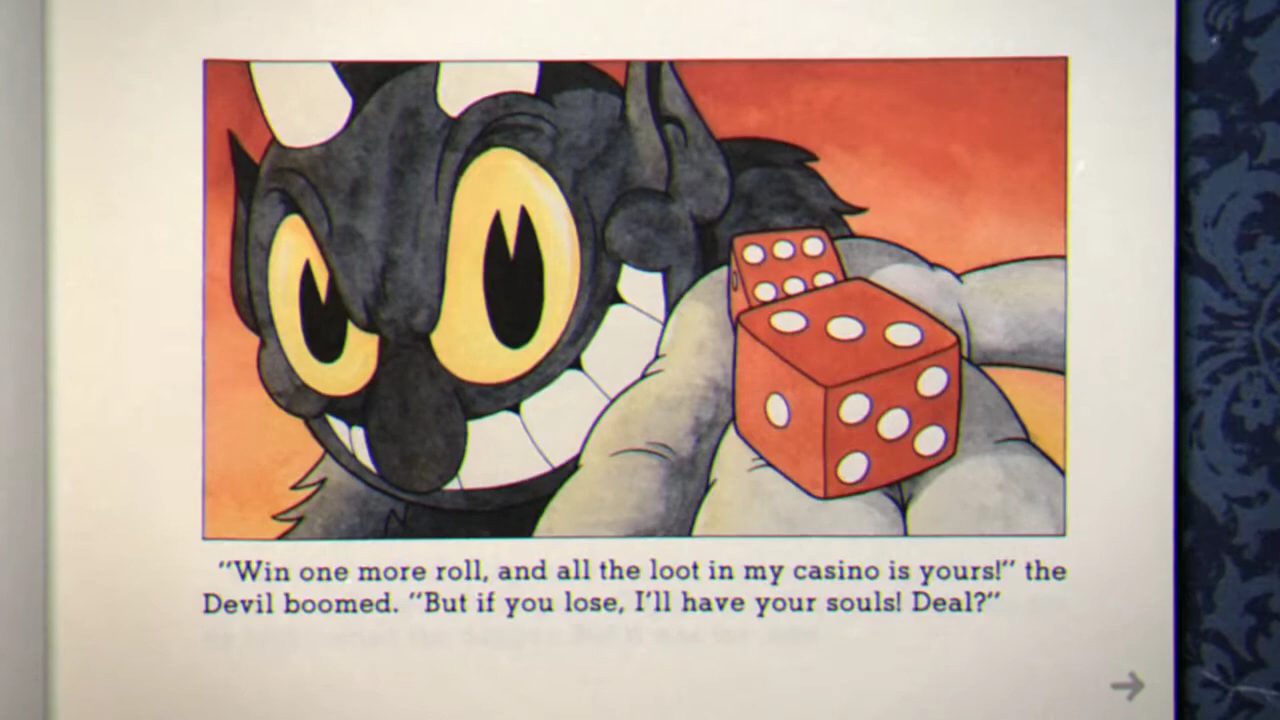 “Win one more roll, and all the loot in my casino is yours!” the
Devil boomed. “But if you lose, I’ll have your souls! Deal?”